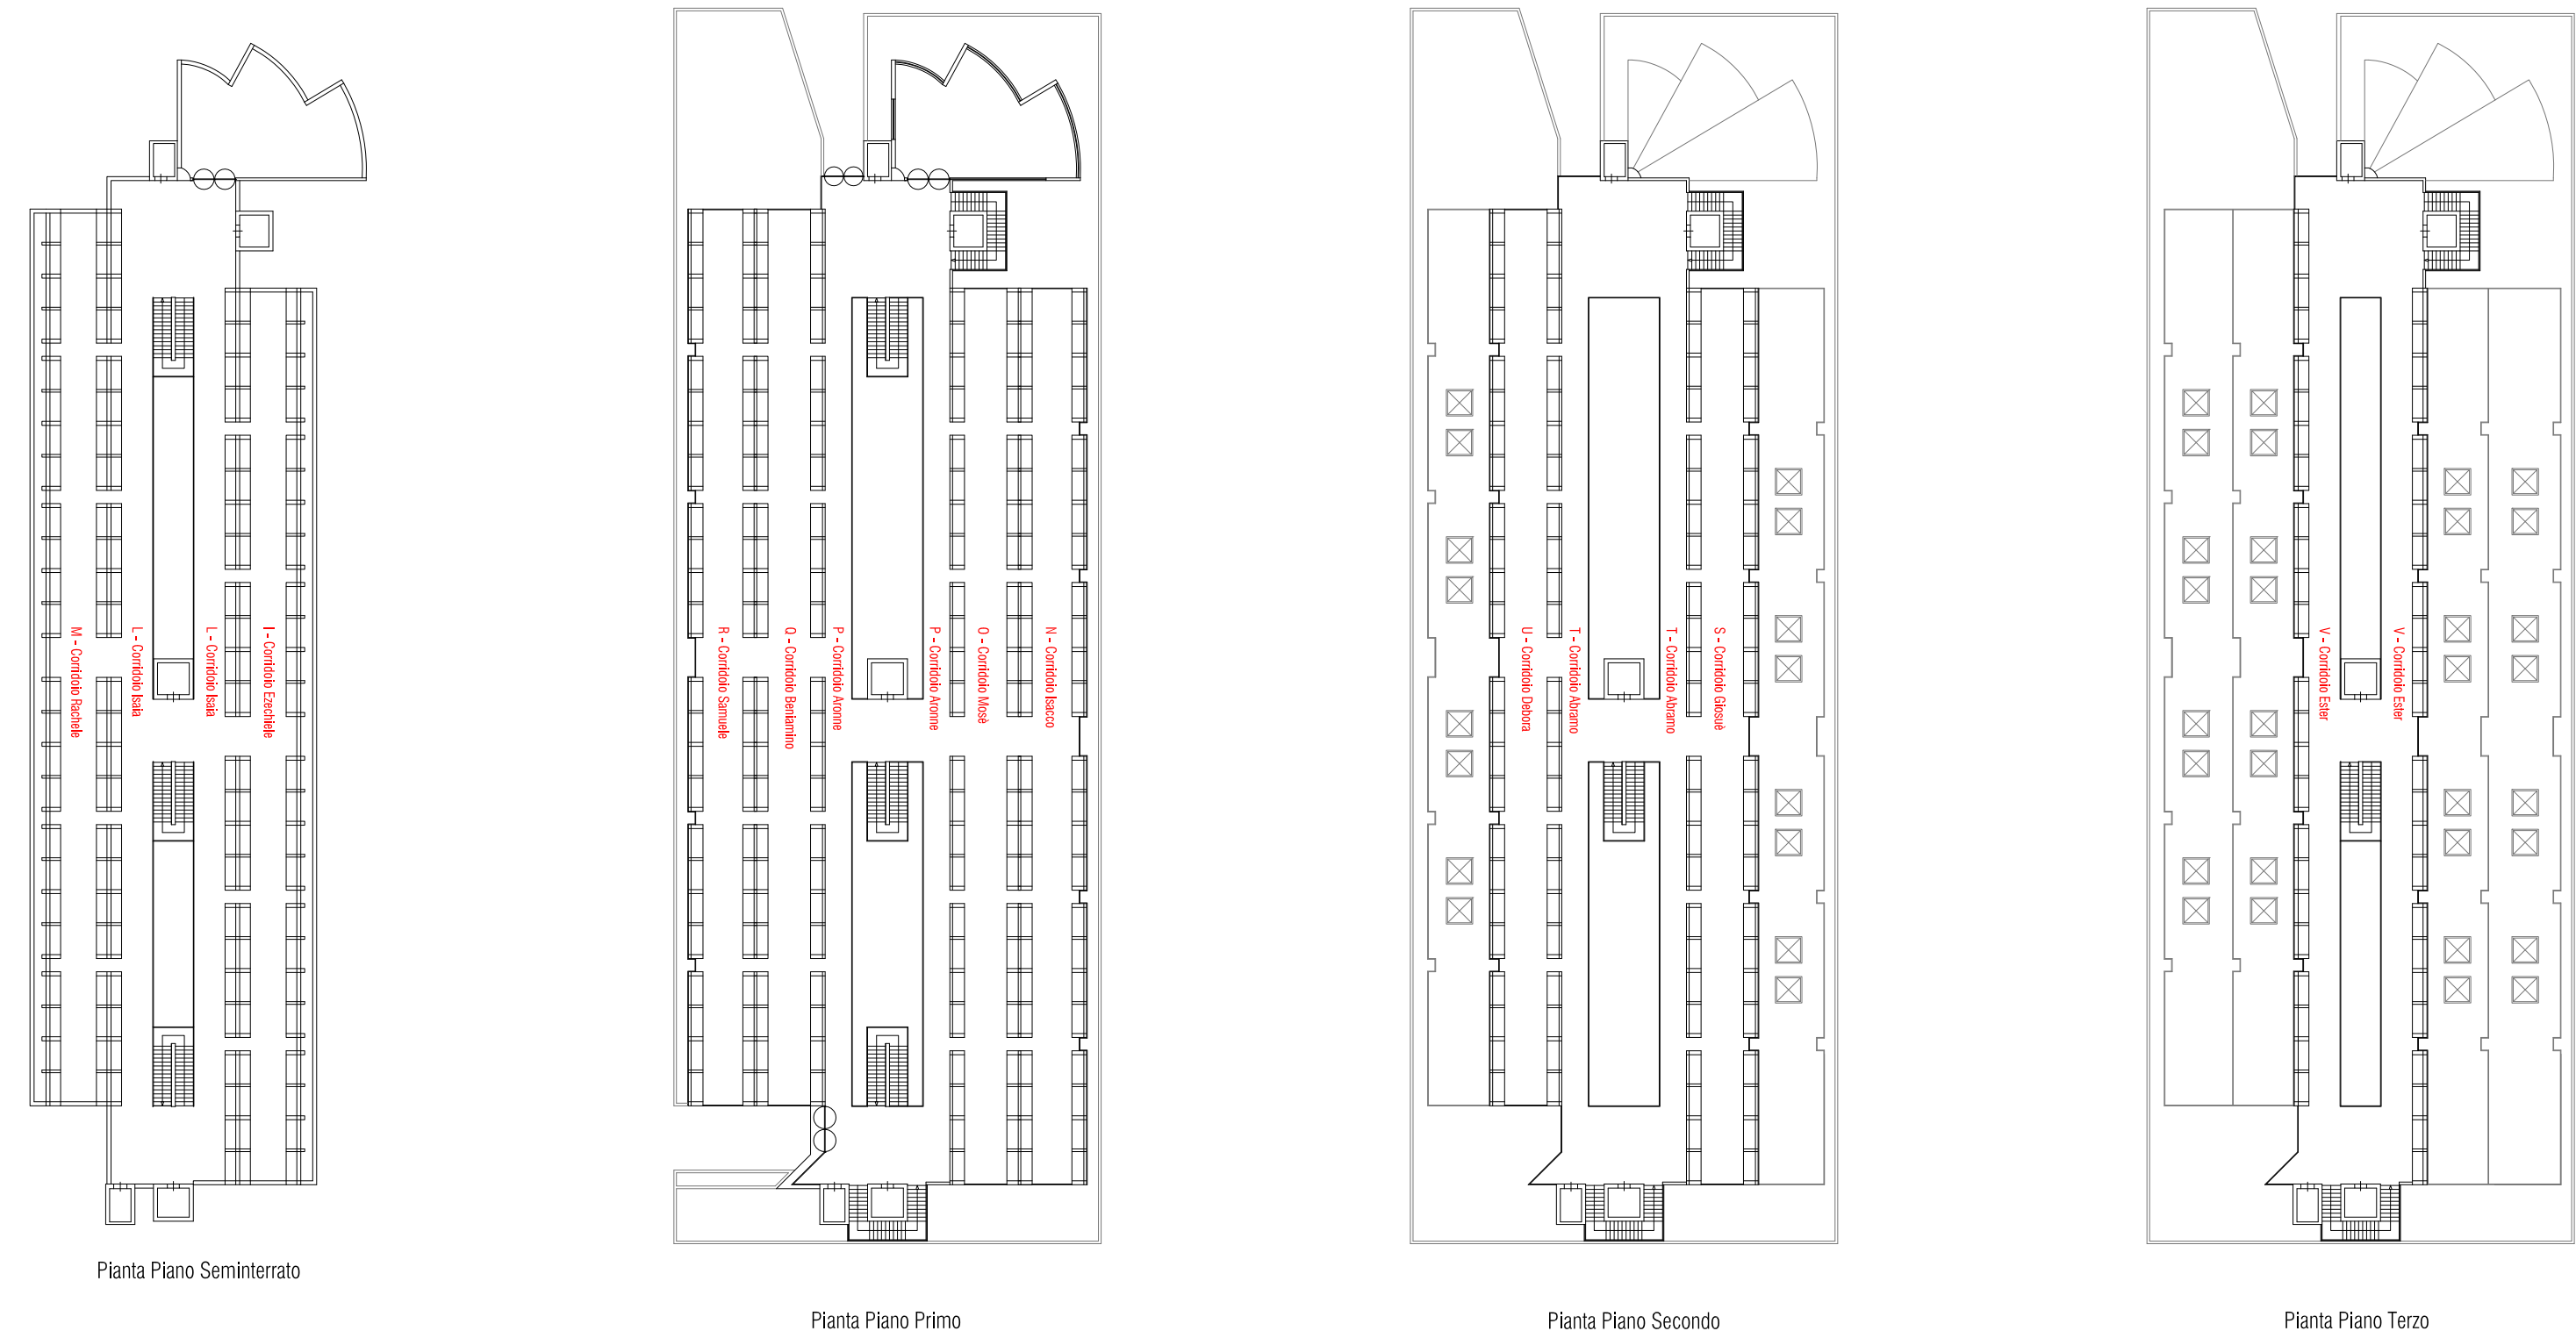 M - Corridoio Rachele
L - Corridoio Isaia
L - Corridoio Isaia
I - Corridoio Ezechiele
Pianta Piano Seminterrato
R - Corridoio Samuele
Q - Corridoio Beniamino
P - Corridoio Aronne
P - Corridoio Aronne
O - Corridoio Mosè
N - Corridoio Isacco
Pianta Piano Primo
U - Corridoio Debora
T - Corridoio Abramo
T - Corridoio Abramo
S - Corridoio Giosuè
Pianta Piano Secondo
V - Corridoio Ester
V - Corridoio Ester
Pianta Piano Terzo